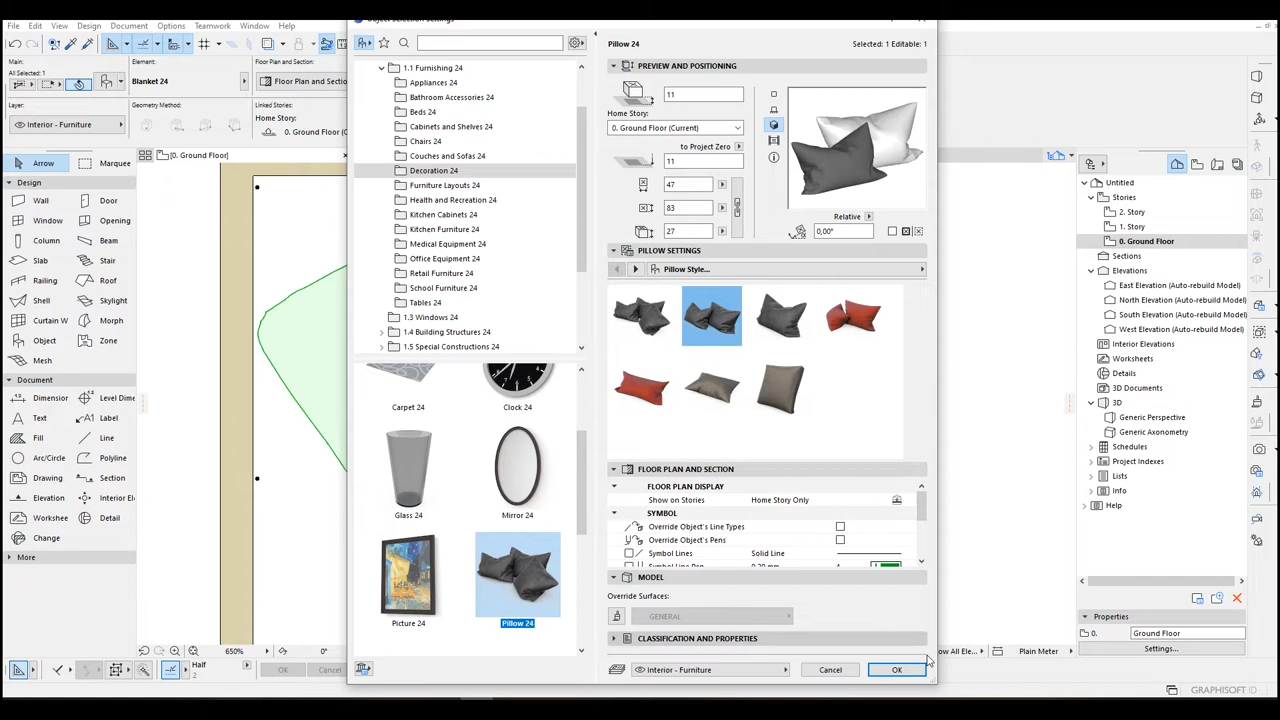 File Edit View Design Document Options Teamwork Window Help
Object Selection Settings
Main:
All Selected: 1
Element:
Blanket 24
Floor Plan and Section
Floor Plan and Section
Layer:
Interior - Furniture
Geometry Method:
Linked Stories:
Home Story:
0. Ground Floor (Current)
Arrow Marquee
[0. Ground Floor]
Design
Wall Door
Window Opening
Column Beam
Slab Stair
Railing Roof
Shell Skylight
Curtain W Morph
Object Zone
Mesh
Document
Dimension Level Dime
Text Label
Fill Line
Arc/Circle Polyline
Drawing Section
Elevation Interior Ele
Workshee Detail
Change
More
Half
2
650% 0°
OK Cancel
1.1 Furnishing 24
Appliances 24
Bathroom Accessories 24
Beds 24
Cabinets and Shelves 24
Chairs 24
Couches and Sofas 24
Decoration 24
Furniture Layouts 24
Health and Recreation 24
Kitchen Cabinets 24
Kitchen Furniture 24
Medical Equipment 24
Office Equipment 24
Retail Furniture 24
School Furniture 24
Tables 24
1.3 Windows 24
1.4 Building Structures 24
1.5 Special Constructions 24
Carpet 24 Clock 24
Glass 24 Mirror 24
Picture 24 Pillow 24
Pillow 24 Selected: 1 Editable: 1
PREVIEW AND POSITIONING
11
Home Story:
0. Ground Floor (Current)
to Project Zero
11
47
83
27
Relative
0,00°
PILLOW SETTINGS
Pillow Style...
FLOOR PLAN AND SECTION
FLOOR PLAN DISPLAY
Show on Stories Home Story Only
SYMBOL
Override Object's Line Types
Override Object's Pens
Symbol Lines Solid Line
MODEL
Override Surfaces:
GENERAL
CLASSIFICATION AND PROPERTIES
Interior - Furniture Cancel OK
Untitled
Stories
2. Story
1. Story
0. Ground Floor
Sections
Elevations
East Elevation (Auto-rebuild Model)
North Elevation (Auto-rebuild Model)
South Elevation (Auto-rebuild Model)
West Elevation (Auto-rebuild Model)
Interior Elevations
Worksheets
Details
3D Documents
3D
Generic Perspective
Generic Axonometry
Schedules
Project Indexes
Lists
Info
Help
Properties
0. Ground Floor
Settings...
Plain Meter
GRAPHISOFT ID